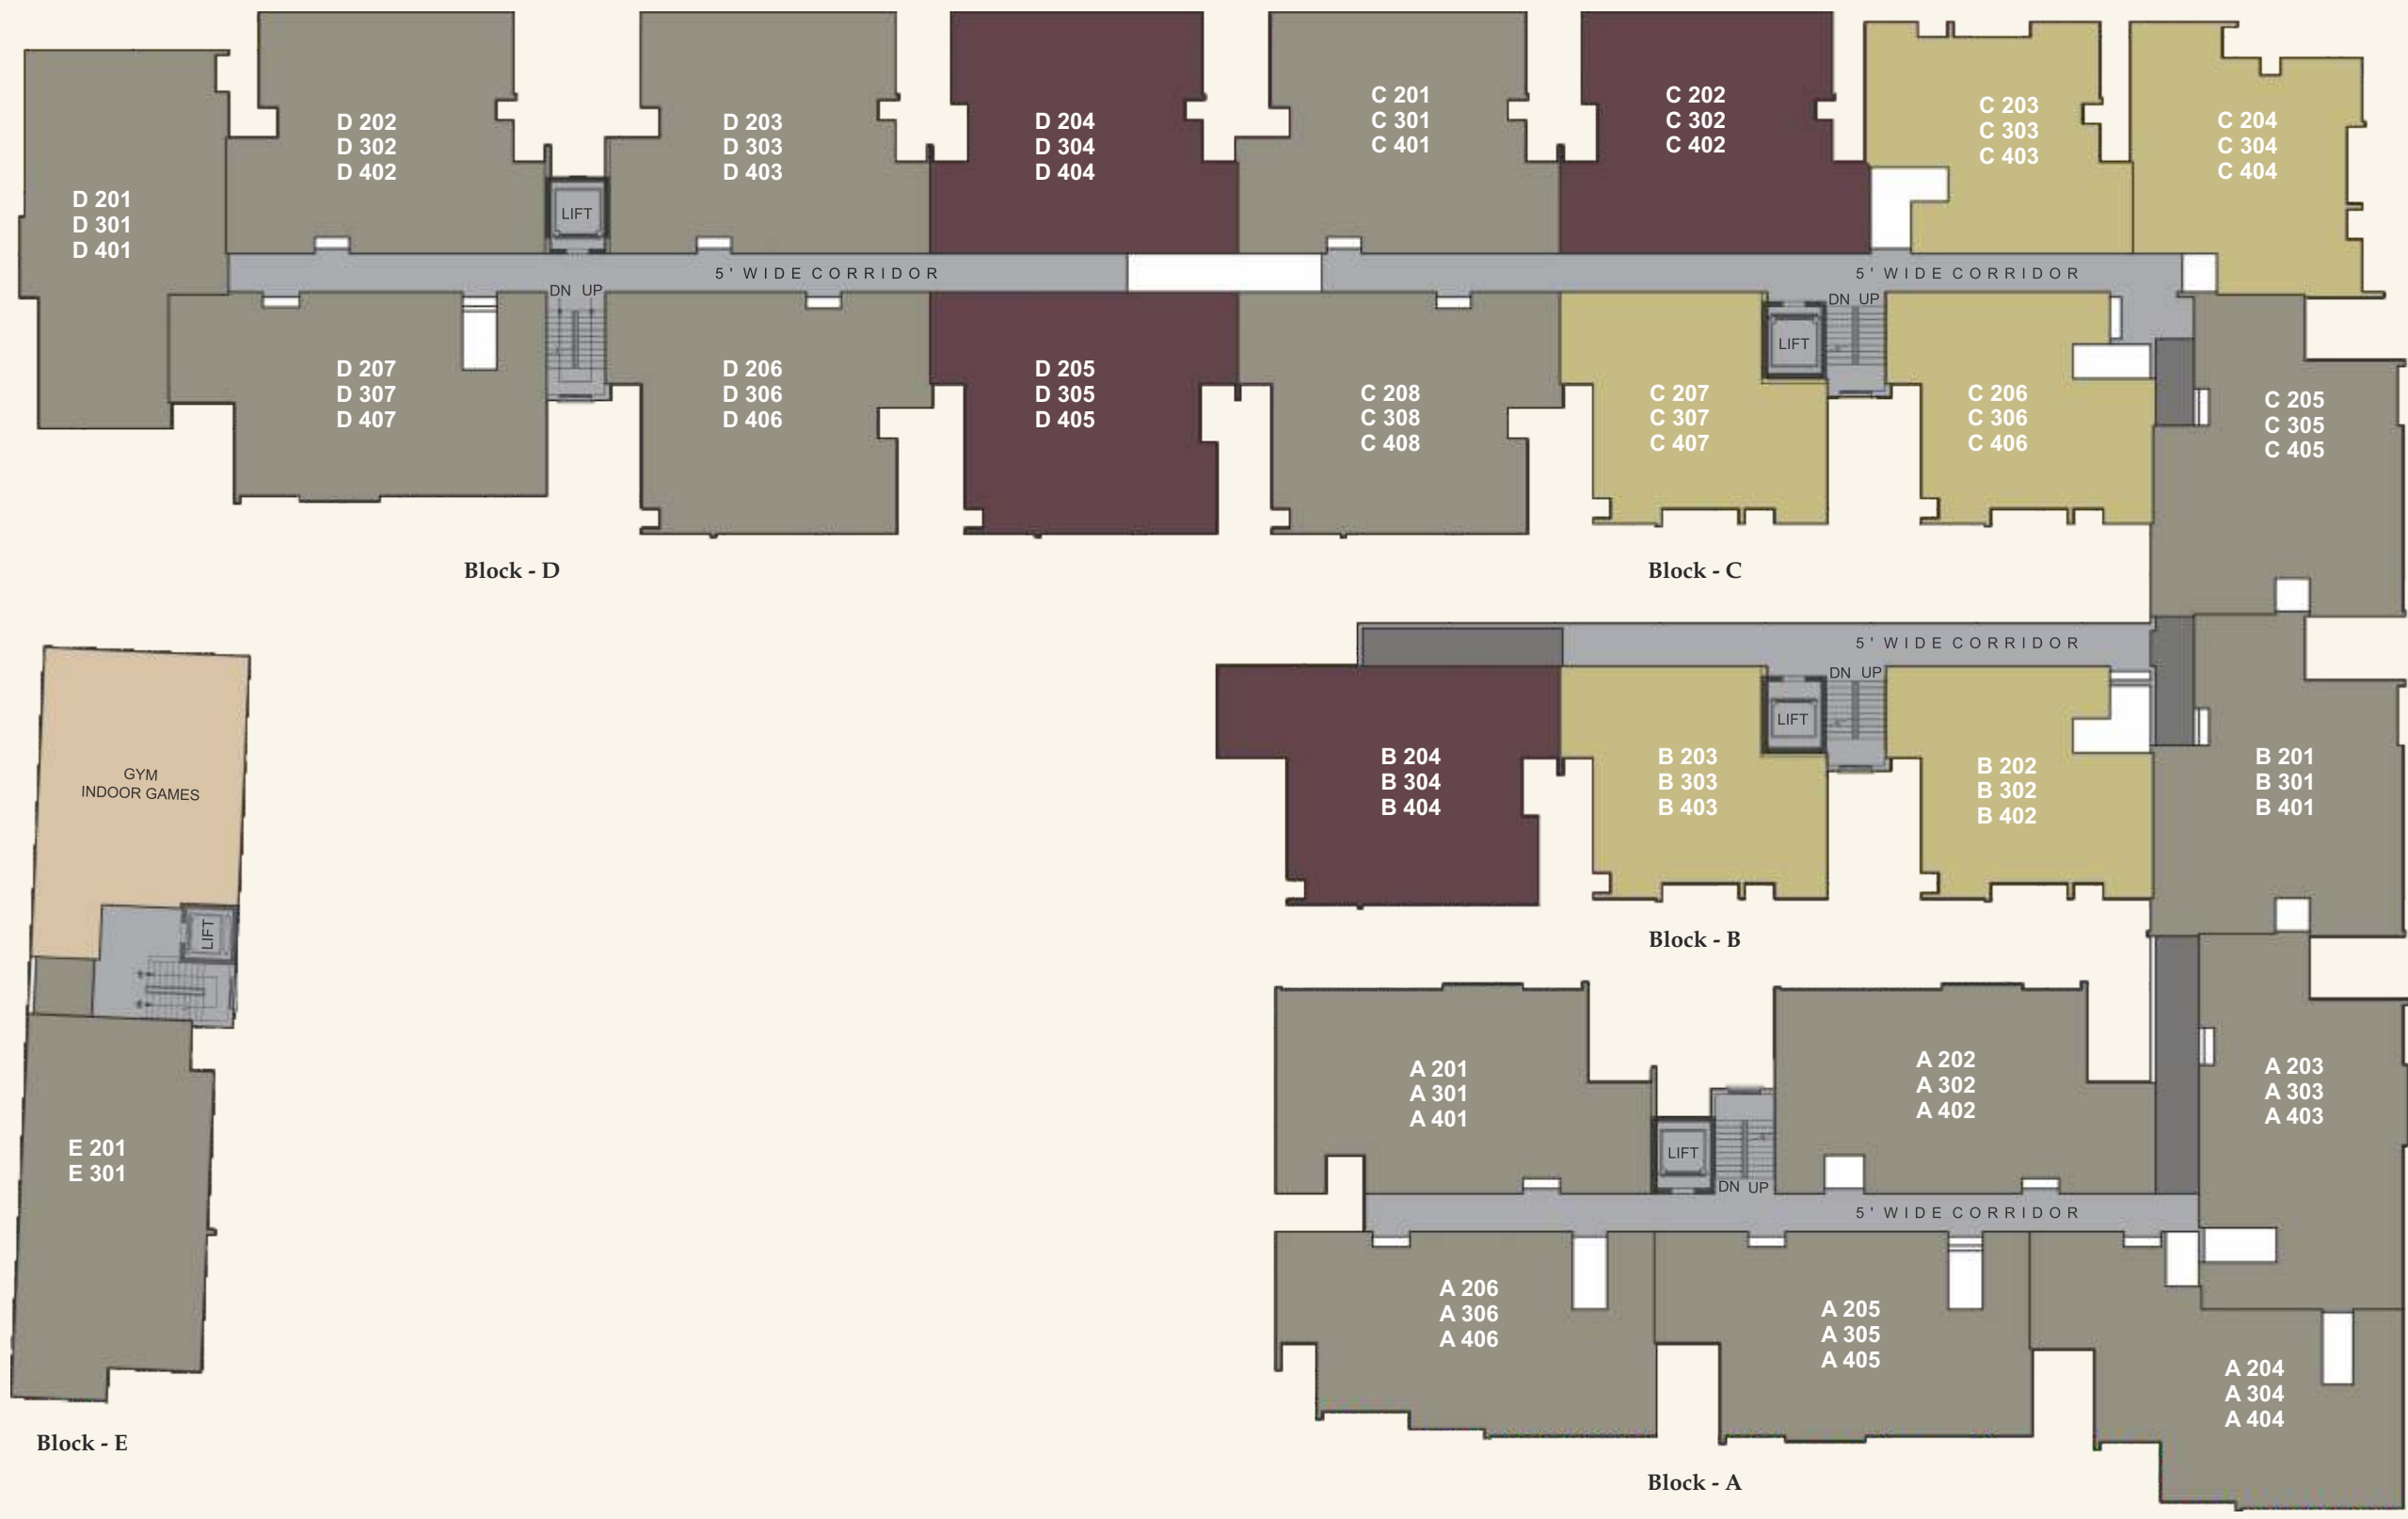 D 201
D 301
D 401
D 202
D 302
D 402
LIFT
D 203
D 303
D 403
D 204
D 304
D 404
C 201
C 301
C 401
C 202
C 302
C 402
C 203
C 303
C 403
C 204
C 304
C 404
5' WIDE CORRIDOR
5' WIDE CORRIDOR
DN UP
DN UP
D 207
D 307
D 407
D 206
D 306
D 406
D 205
D 305
D 405
C 208
C 308
C 408
C 207
C 307
C 407
LIFT
C 206
C 306
C 406
C 205
C 305
C 405
Block - D
Block - C
5' WIDE CORRIDOR
DN UP
LIFT
B 204
B 304
B 404
B 203
B 303
B 403
B 202
B 302
B 402
B 201
B 301
B 401
Block - B
GYM
INDOOR GAMES
LIFT
E 201
E 301
Block - E
A 201
A 301
A 401
LIFT
DN UP
A 202
A 302
A 402
A 203
A 303
A 403
5' WIDE CORRIDOR
A 206
A 306
A 406
A 205
A 305
A 405
A 204
A 304
A 404
Block - A